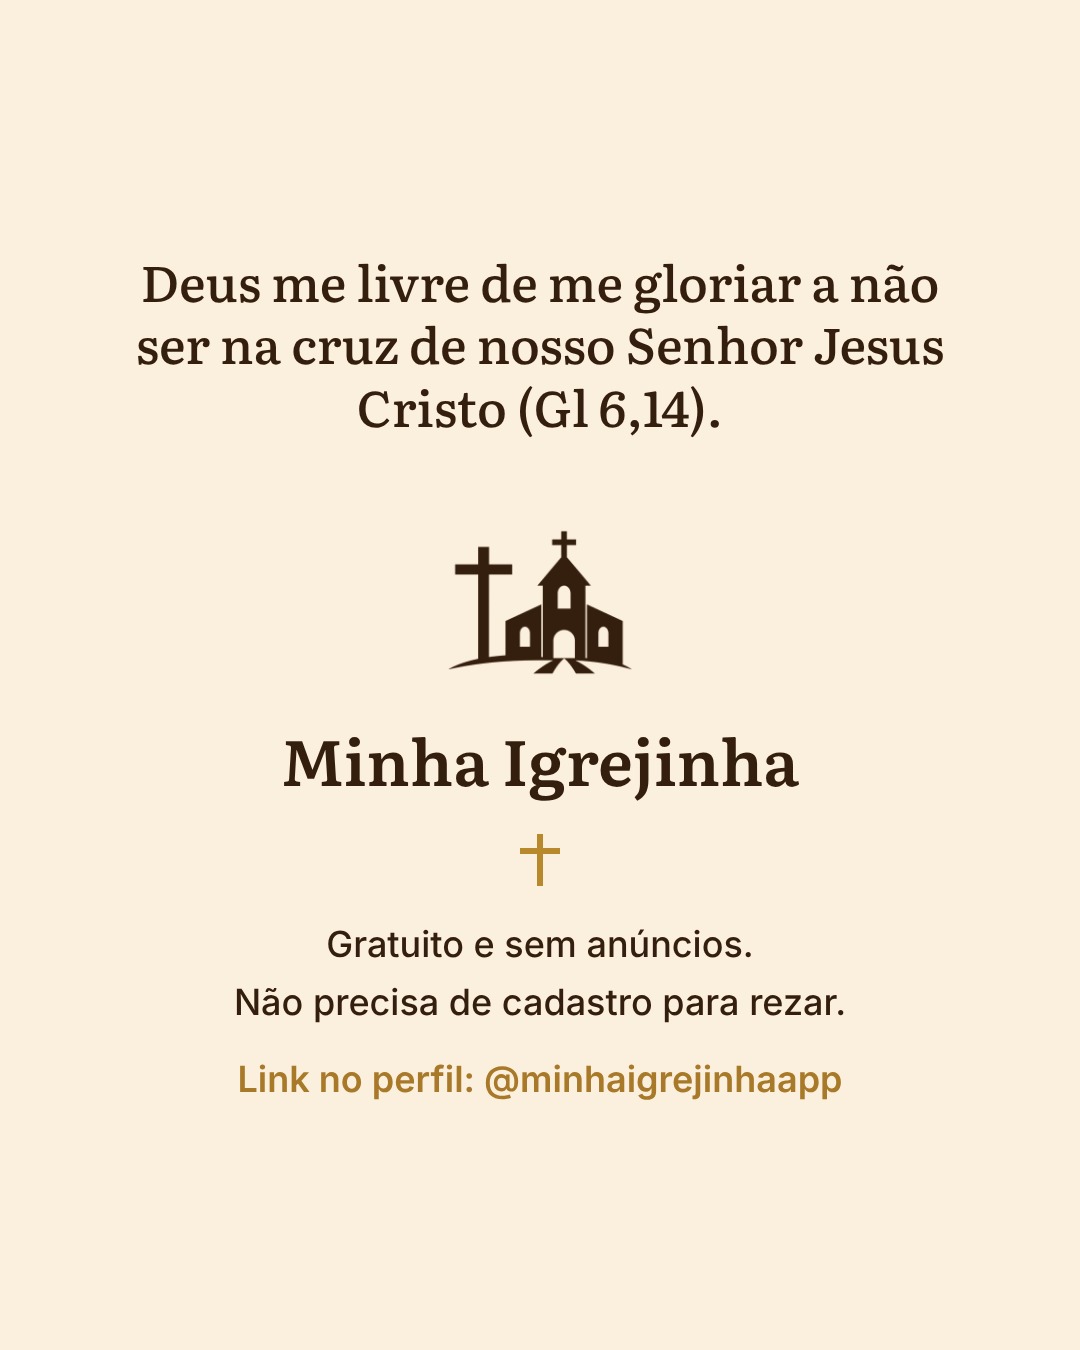 Deus me livre de me gloriar a não
ser na cruz de nosso Senhor Jesus
Cristo (Gl 6,14).
Minha Igrejinha
Gratuito e sem anúncios.
Não precisa de cadastro para rezar.
Link no perfil: @minhaigrejinhaapp